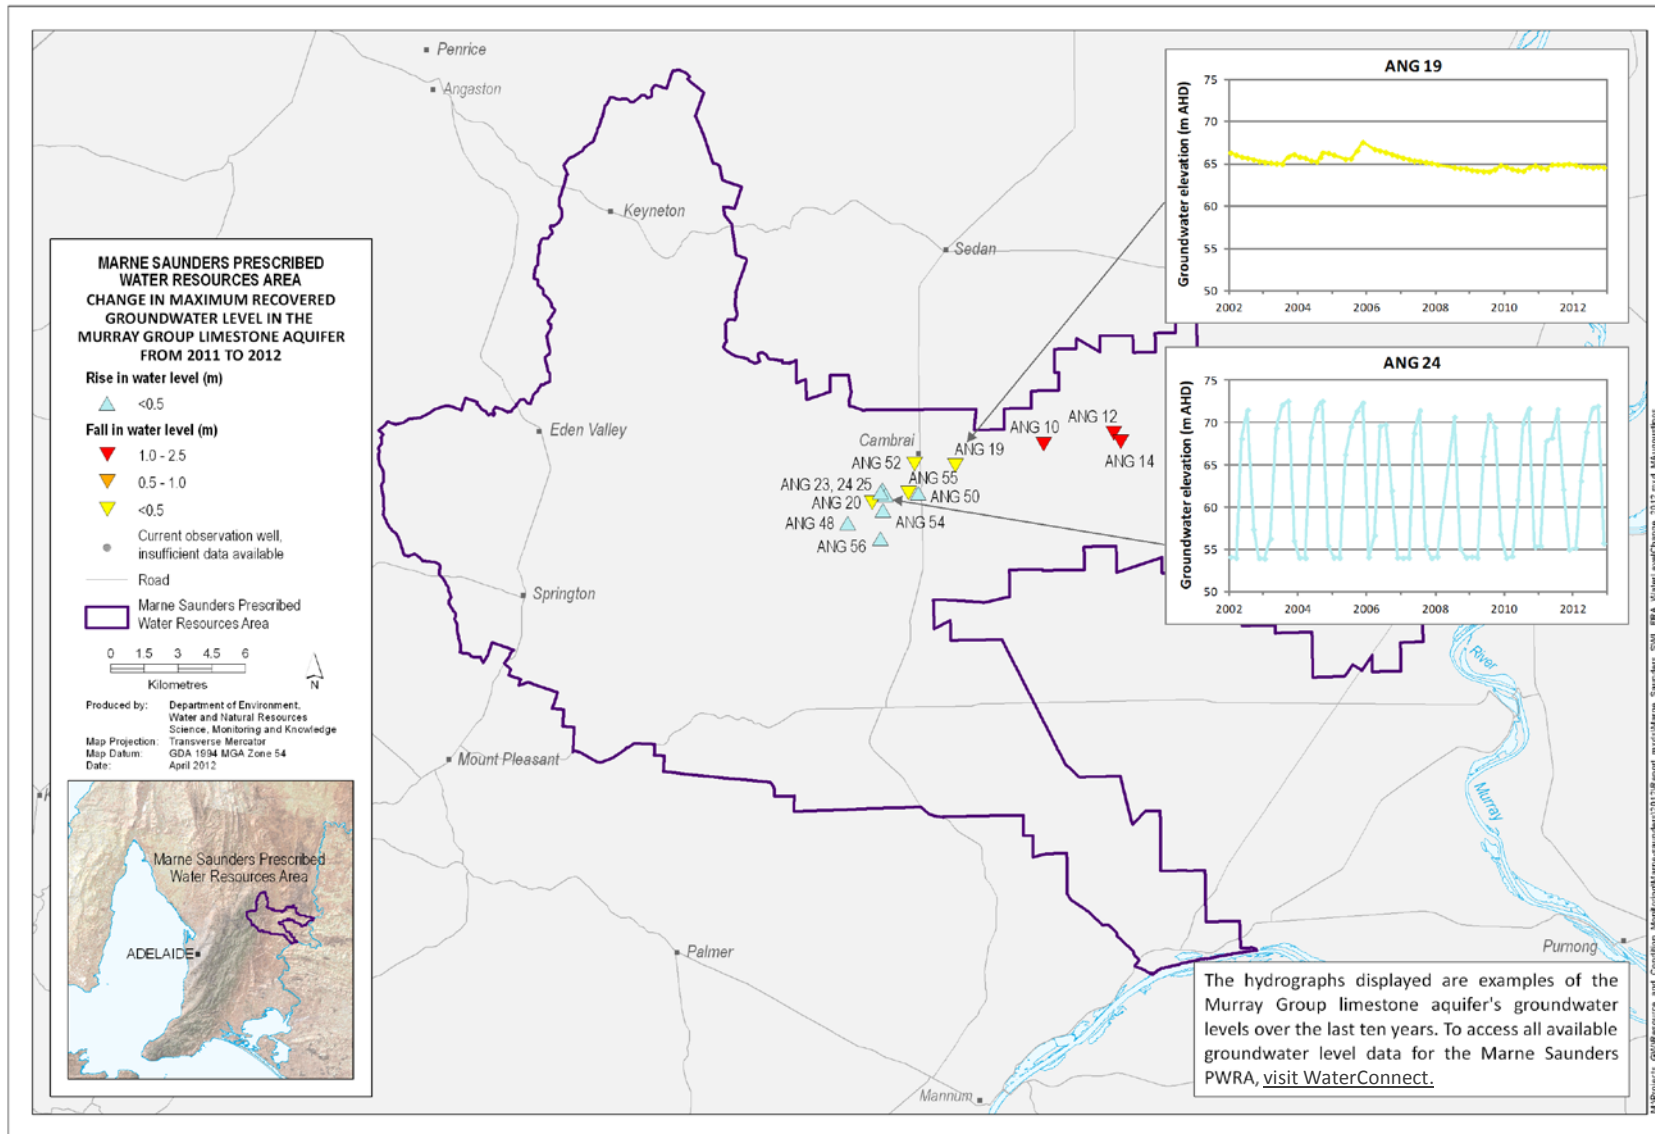 Penrice
Angaston
Keyneton
Sedan
MARNE SAUNDERS PRESCRIBED
WATER RESOURCES AREA
CHANGE IN MAXIMUM RECOVERED
GROUNDWATER LEVEL IN THE
MURRAY GROUP LIMESTONE AQUIFER
FROM 2011 TO 2012
Rise in water level (m)
<0.5
Fall in water level (m)
1.0 - 2.5
0.5 - 1.0
<0.5
Current observation well,
insufficient data available
Road
Marne Saunders Prescribed
Water Resources Area
0 1.5 3 4.5 6
Kilometres
N
Produced by: Department of Environment,
Water and Natural Resources
Science, Monitoring and Knowledge
Map Projection: Transverse Mercator
Map Datum: GDA 1994 MGA Zone 54
Date: April 2012
Marne Saunders Prescribed
Water Resources Area
ADELAIDE
Eden Valley
Springton
Mount Pleasant
Palmer
Mannum
Cambrai
ANG 52
ANG 19
ANG 10
ANG 12
ANG 14
ANG 55
ANG 23, 24 25
ANG 50
ANG 20
ANG 54
ANG 48
ANG 56
ANG 19
Groundwater elevation (m AHD)
75
70
65
60
55
50
2002 2004 2006 2008 2010 2012
ANG 24
Groundwater elevation (m AHD)
75
70
65
60
55
50
2002 2004 2006 2008 2010 2012
River
Murray
Purnong
The hydrographs displayed are examples of the
Murray Group limestone aquifer's groundwater
levels over the last ten years. To access all available
groundwater level data for the Marne Saunders
PWRA, visit WaterConnect.